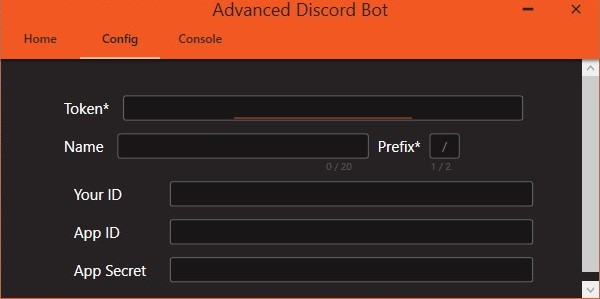 Advanced Discord Bot
Home Config Console
Token*
Name Prefix* /
0 / 20 1 / 2
Your ID
App ID
App Secret